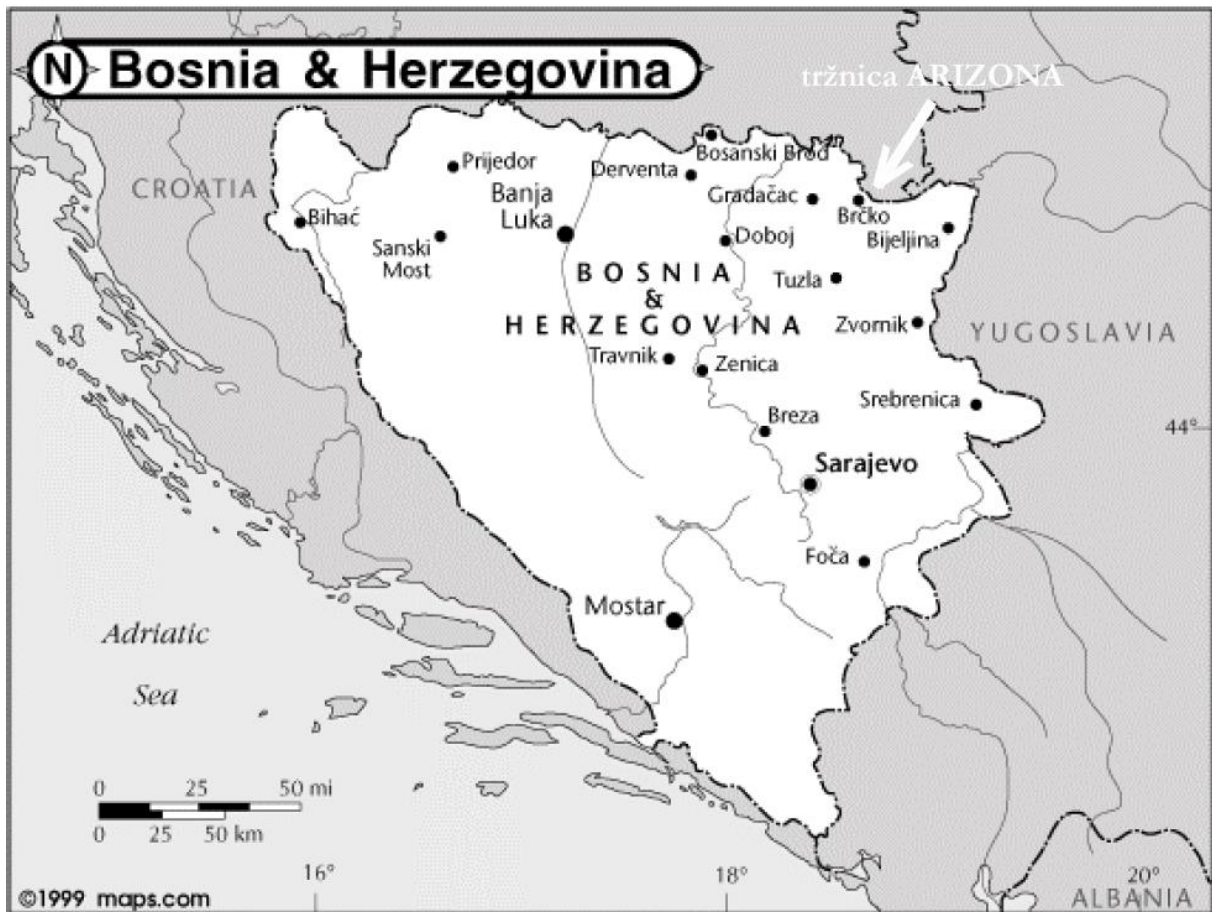 N Bosnia & Herzegovina
tržnica ARIZONA
CROATIA
Prijedor
Bihać
Sanski
Most
Banja
Luka
Derventa
Bosanski Brod
Gradačac
Brčko
Bijeljina
Doboj
Tuzla
Zvornik
BOSNIA
&
HERZEGOVINA
YUGOSLAVIA
Travnik
Zenica
Breza
Srebrenica
44°
Sarajevo
Foča
Mostar
Adriatic
Sea
0 25 50 mi
0 25 50 km
16°
18°
20°
©1999 maps.com
ALBANIA